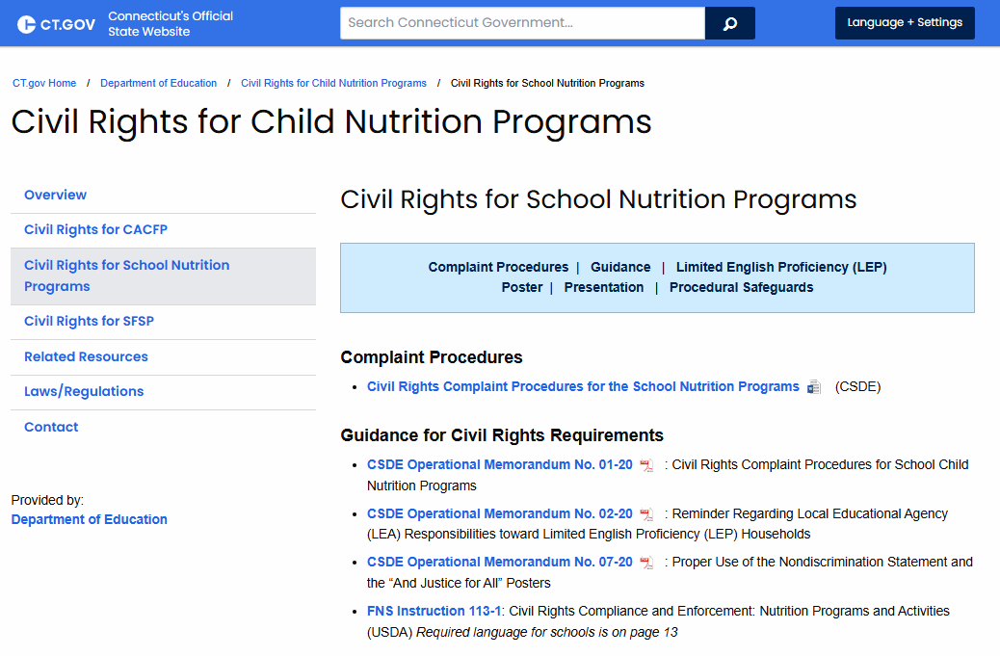 CT.GOV
Connecticut's Official
State Website
Search Connecticut Government...
Language + Settings
CT.gov Home / Department of Education / Civil Rights for Child Nutrition Programs / Civil Rights for School Nutrition Programs
Civil Rights for Child Nutrition Programs
Overview
Civil Rights for CACFP
Civil Rights for School Nutrition
Programs
Civil Rights for SFSP
Related Resources
Laws/Regulations
Contact
Provided by:
Department of Education
Civil Rights for School Nutrition Programs
Complaint Procedures | Guidance | Limited English Proficiency (LEP)
Poster | Presentation | Procedural Safeguards
Complaint Procedures
• Civil Rights Complaint Procedures for the School Nutrition Programs (CSDE)
Guidance for Civil Rights Requirements
• CSDE Operational Memorandum No. 01-20 : Civil Rights Complaint Procedures for School Child
Nutrition Programs
• CSDE Operational Memorandum No. 02-20 : Reminder Regarding Local Educational Agency
(LEA) Responsibilities toward Limited English Proficiency (LEP) Households
• CSDE Operational Memorandum No. 07-20 : Proper Use of the Nondiscrimination Statement and
the “And Justice for All” Posters
• FNS Instruction 113-1: Civil Rights Compliance and Enforcement: Nutrition Programs and Activities
(USDA) Required language for schools is on page 13